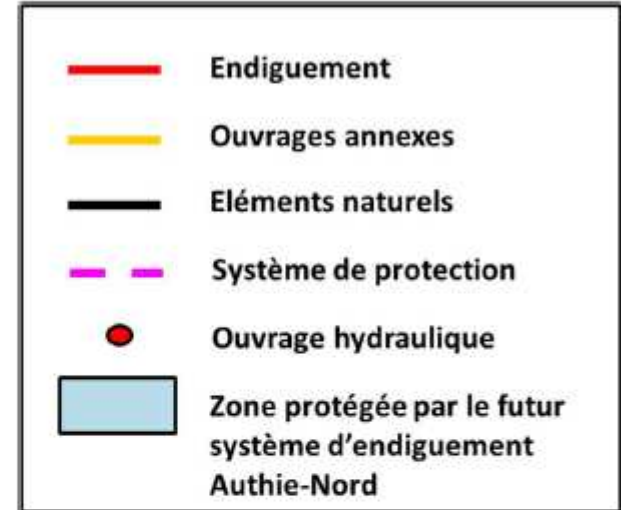 Endiguement
Ouvrages annexes
Eléments naturels
Système de protection
Ouvrage hydraulique
Zone protégée par le futur
système d'endiguement
Authie-Nord